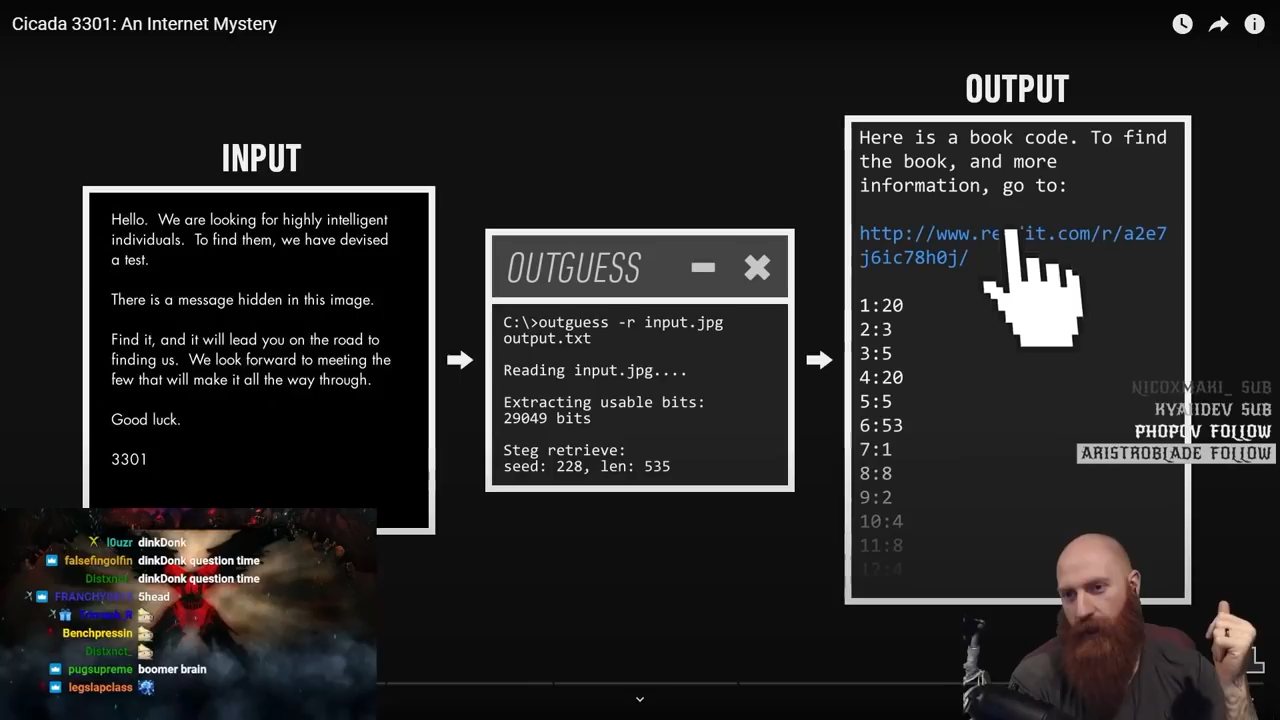 Cicada 3301: An Internet Mystery
INPUT
Hello. We are looking for highly intelligent
individuals. To find them, we have devised
a test.
There is a message hidden in this image.
Find it, and it will lead you on the road to
finding us. We look forward to meeting the
few that will make it all the way through.
Good luck.
3301
OUTGUESS
C:\>outguess -r input.jpg
output.txt
Reading input.jpg....
Extracting usable bits:
29049 bits
Steg retrieve:
seed: 228, len: 535
OUTPUT
Here is a book code. To find
the book, and more
information, go to:
http://www.re it.com/r/a2e7
j6ic78h0j/
1:20
2:3
3:5
4:20
5:5
6:53
7:1
8:8
9:2
10:4
11:8
12:4
NICOXMAKI_ SUB
KYAIIDEV SUB
PHOPOV FOLLOW
ARISTROBLADE FOLLOW
l0uzr dinkDonk
falsefingolfin dinkDonk question time
Distxnct_ dinkDonk question time
5head
Benchpressin
Distxnct_
pugsupreme boomer brain
legslapclass